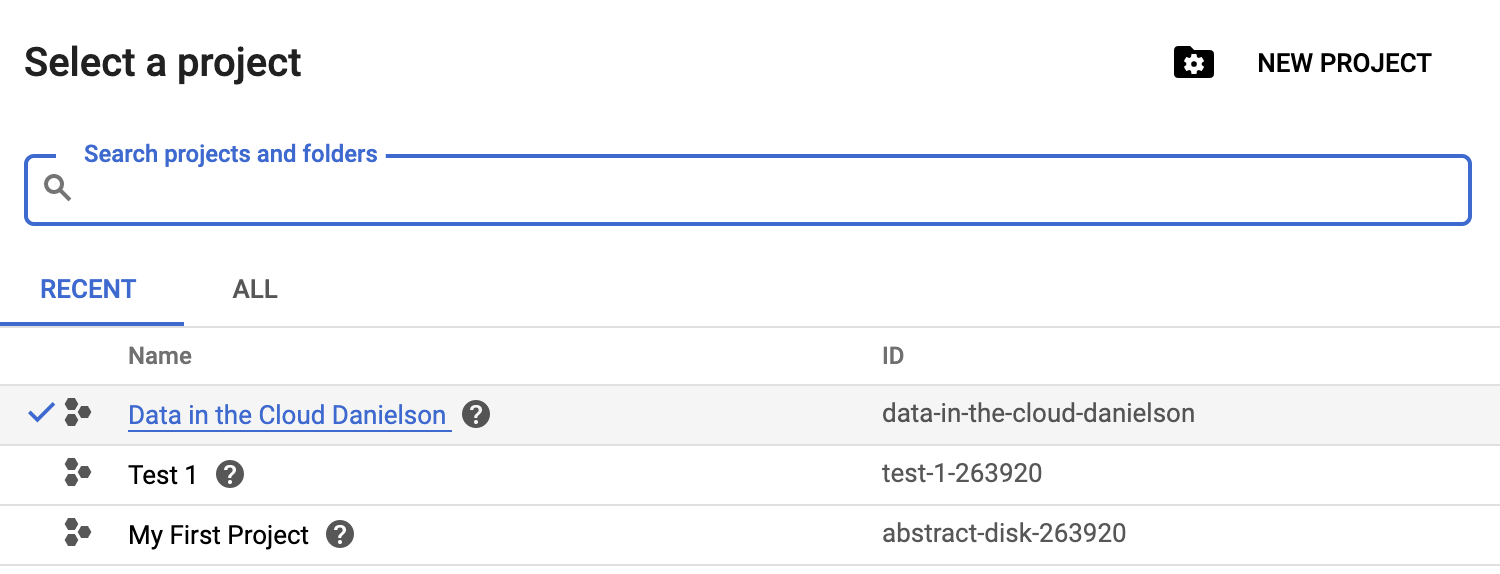 Select a project
NEW PROJECT
Search projects and folders
RECENT ALL
Name ID
Data in the Cloud Danielson ? data-in-the-cloud-danielson
Test 1 ? test-1-263920
My First Project ? abstract-disk-263920